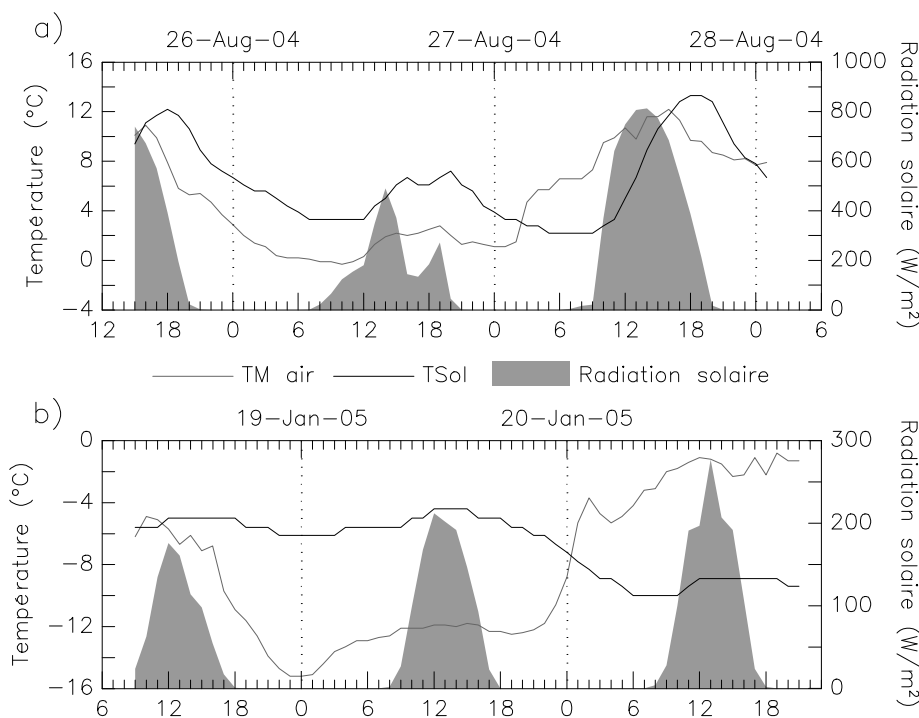 a)
26-Aug-04 27-Aug-04 28-Aug-04
16 12 8 4 0 -4
Température (°C)
1000 800 600 400 200 0
Radiation solaire (W/m²)
12 18 0 6 12 18 0 6 12 18 0 6
TM air TSol Radiation solaire
b)
19-Jan-05 20-Jan-05
0 -4 -8 -12 -16
Température (°C)
300 200 100 0
Radiation solaire (W/m²)
6 12 18 0 6 12 18 0 6 12 18